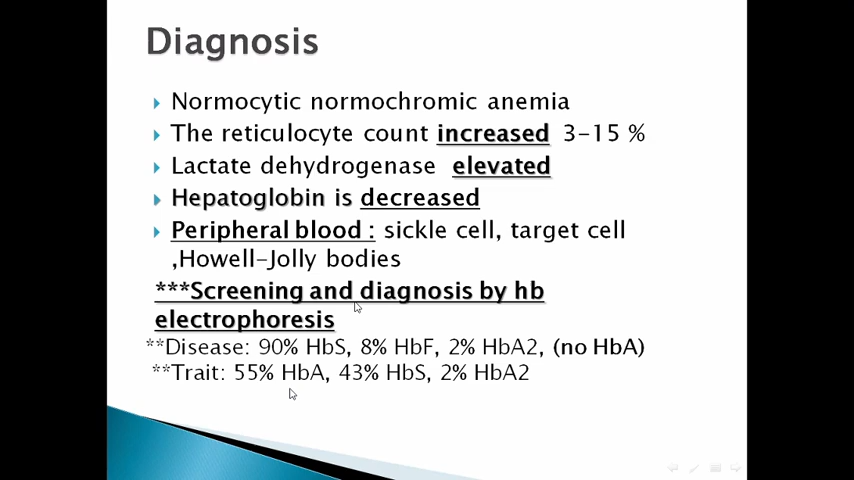 Diagnosis
Normocytic normochromic anemia
The reticulocyte count increased 3-15 %
Lactate dehydrogenase elevated
Hepatoglobin is decreased
Peripheral blood : sickle cell, target cell
,Howell-Jolly bodies
***Screening and diagnosis by hb
electrophoresis
**Disease: 90% HbS, 8% HbF, 2% HbA2, (no HbA)
**Trait: 55% HbA, 43% HbS, 2% HbA2